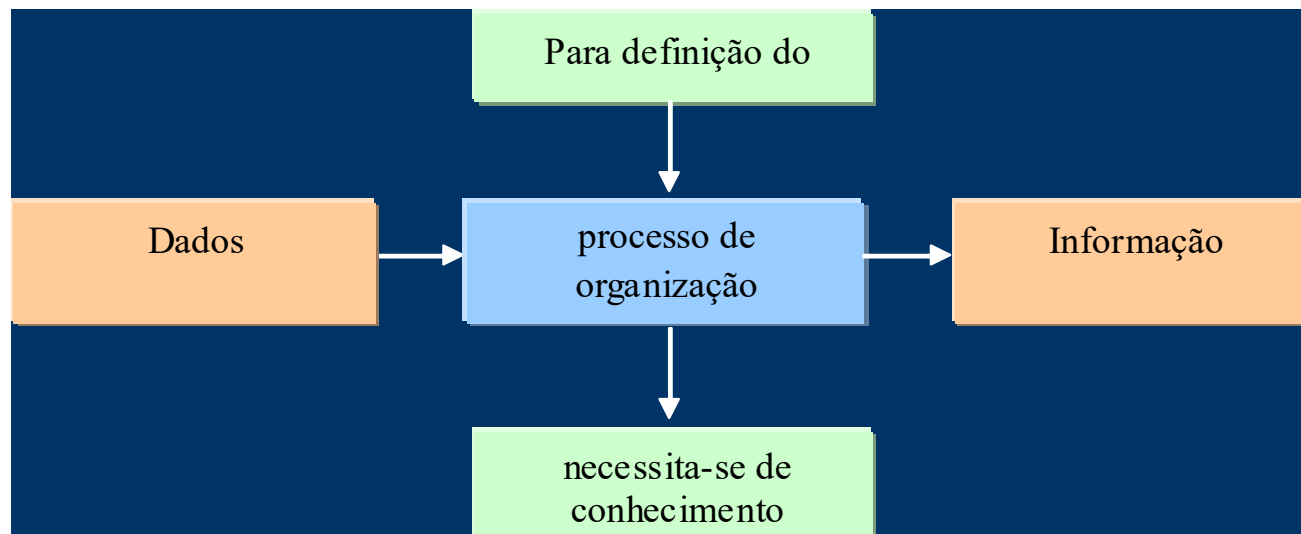 Para definição do
Dados
processo de
organização
Informação
necessita-se de
conhecimento